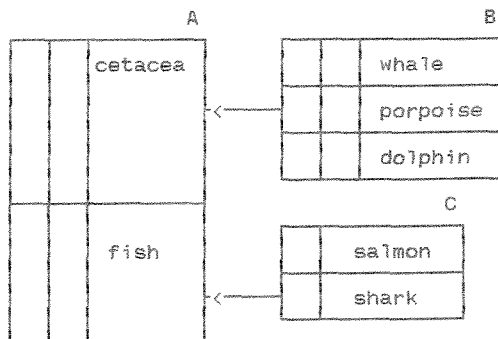 A
cetacea
fish
B
whale
porpoise
dolphin
C
salmon
shark